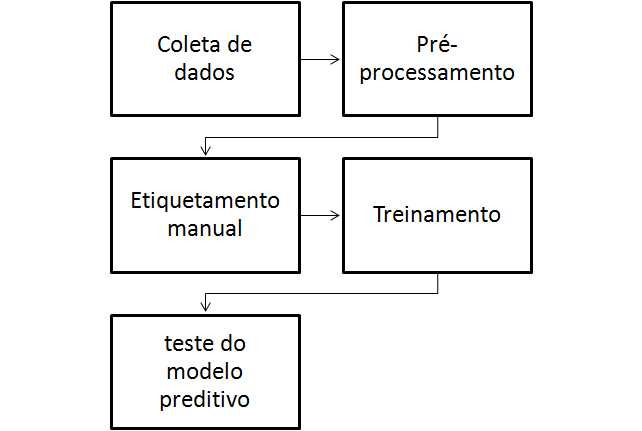 Coleta de
dados
Pré-
processamento
Etiquetamento
manual
Treinamento
teste do
modelo
preditivo